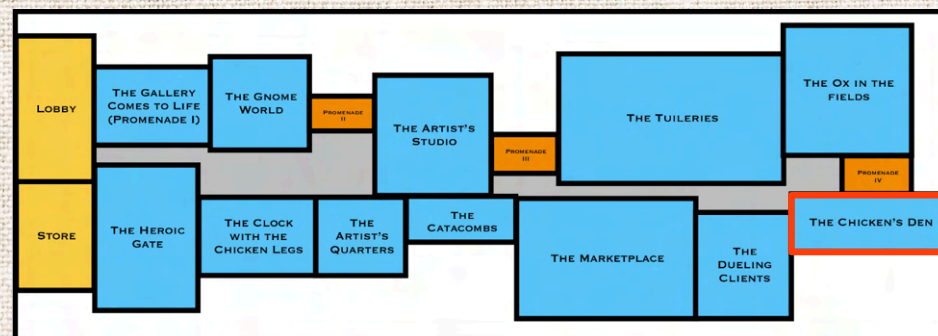 LOBBY
THE GALLERY
COMES TO LIFE
(PROMENADE I)
THE GNOME
WORLD
PROMENADE
II
THE ARTIST'S
STUDIO
PROMENADE
III
THE TUILERIES
THE OX IN THE
FIELDS
PROMENADE
IV
STORE
THE HEROIC
GATE
THE CLOCK
WITH THE
CHICKEN LEGS
THE
ARTIST'S
QUARTERS
THE
CATACOMBS
THE MARKETPLACE
THE
DUELING
CLIENTS
THE CHICKEN'S DEN